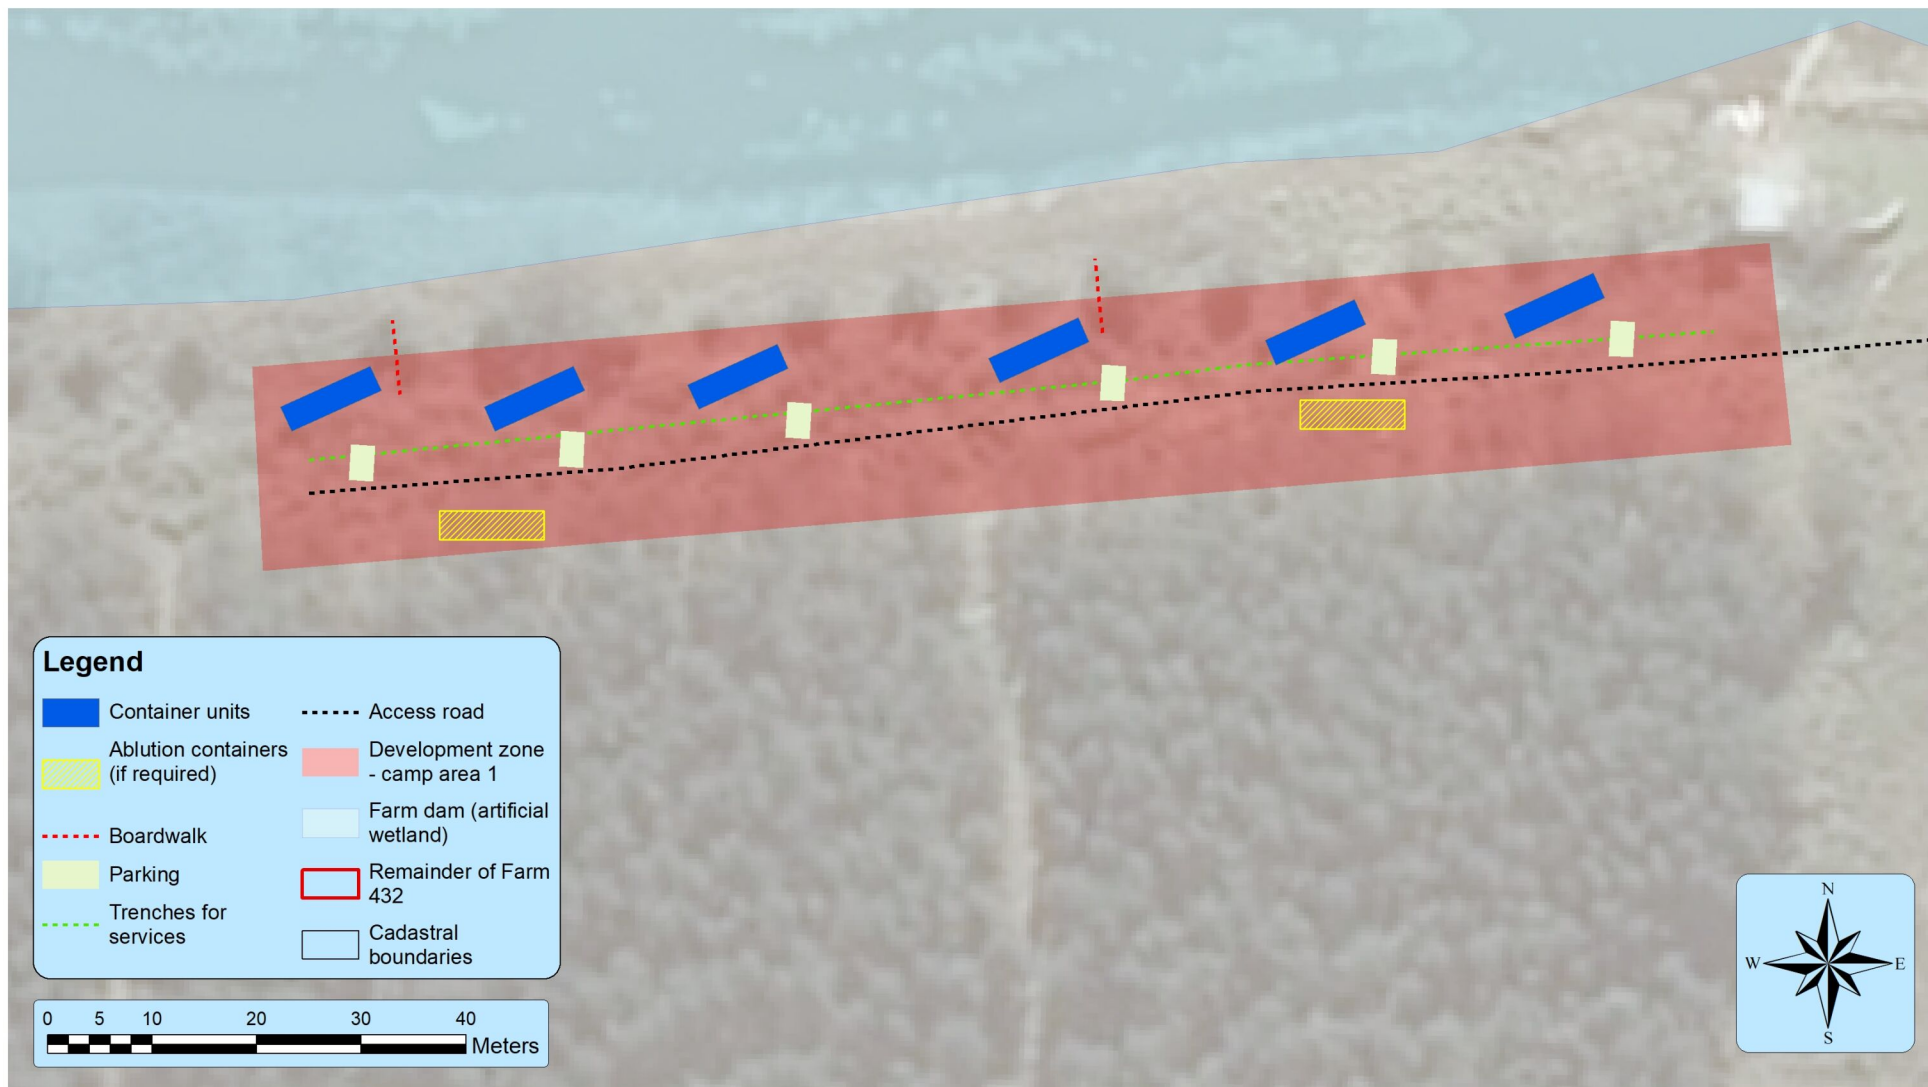 Legend
Container units
Ablution containers
(if required)
Boardwalk
Parking
Trenches for
services
Access road
Development zone
- camp area 1
Farm dam (artificial
wetland)
Remainder of Farm
432
Cadastral
boundaries
0 5 10 20 30 40
Meters
N
W E
S